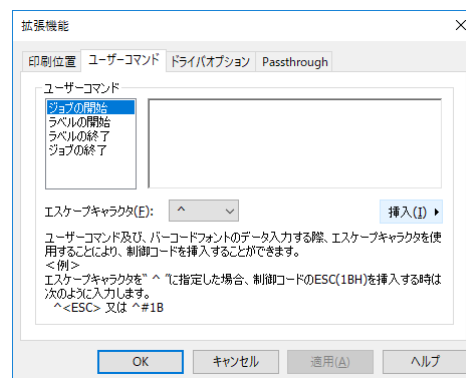 拡張機能
印刷位置 ユーザーコマンド ドライバオプション Passthrough
ユーザーコマンド
ジョブの開始
ラベルの開始
ラベルの終了
ジョブの終了
エスケープキャラクタ(E): ^ 挿入(I)
ユーザーコマンド及び、バーコードフォントのデータ入力する際、エスケープキャラクタを使
用することにより、制御コードを挿入することができます。
<例>
エスケープキャラクタを" ^ "に指定した場合、制御コードのESC(1BH)を挿入する時は
次のように入力します。
^<ESC> 又は ^#1B
OK キャンセル 適用(A) ヘルプ